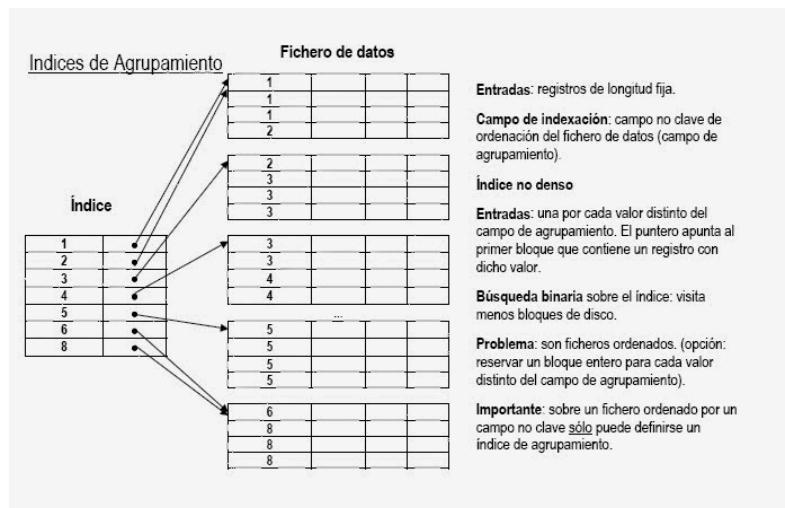 Indices de Agrupamiento
Fichero de datos
1
1
1
2
2
3
3
3
3
3
4
4
...
5
5
5
5
6
8
8
8
Índice
1
2
3
4
5
6
8
Entradas: registros de longitud fija.
Campo de indexación: campo no clave de
ordenación del fichero de datos (campo de
agrupamiento).
Índice no denso
Entradas: una por cada valor distinto del
campo de agrupamiento. El puntero apunta al
primer bloque que contiene un registro con
dicho valor.
Búsqueda binaria sobre el índice: visita
menos bloques de disco.
Problema: son ficheros ordenados. (opción:
reservar un bloque entero para cada valor
distinto del campo de agrupamiento).
Importante: sobre un fichero ordenado por un
campo no clave sólo puede definirse un
índice de agrupamiento.